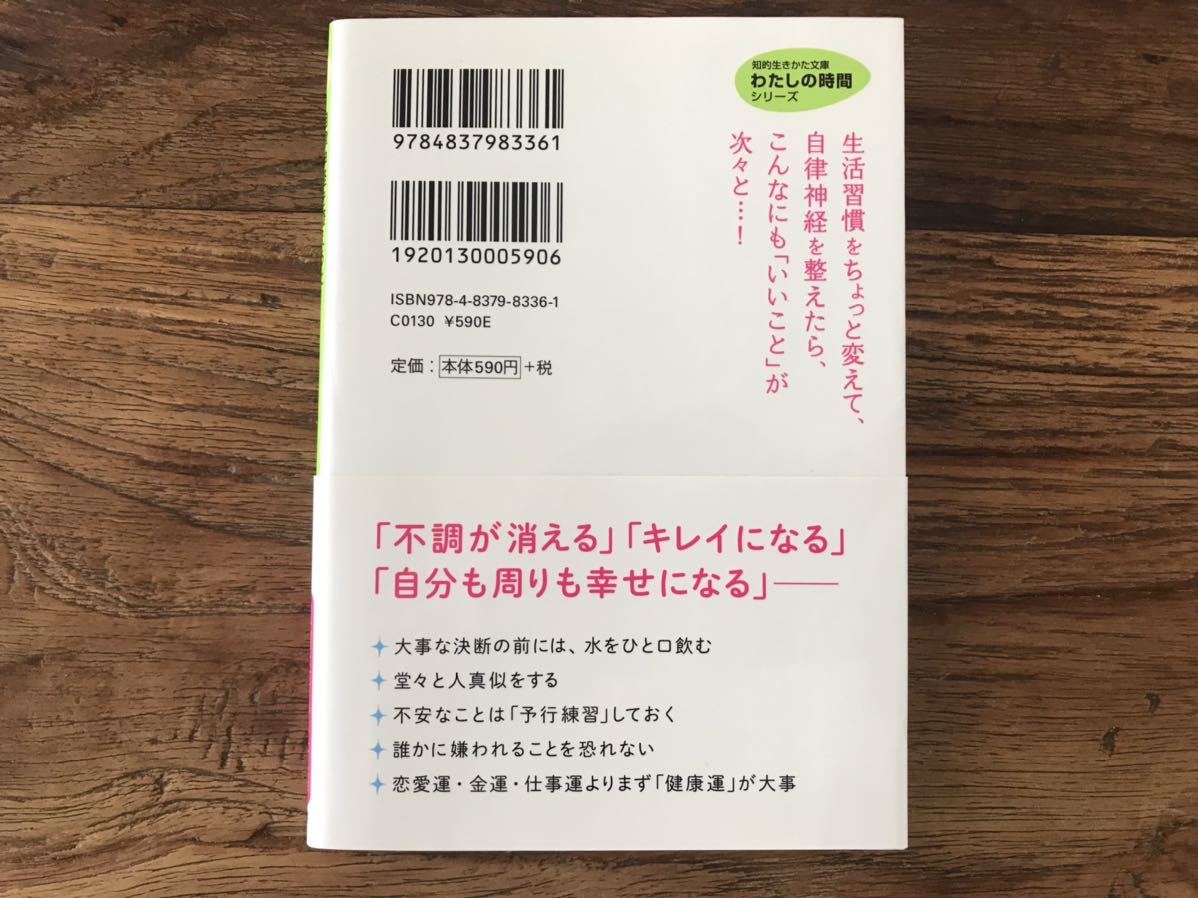 知的生きかた文庫
わたしの時間
シリーズ
生活習慣をちょっと変えて、
自律神経を整えたら、
こんなにも「いいこと」が
次々と…！
9784837983361
1920130005906
ISBN978-4-8379-8336-1
C0130 ¥590E
定価：本体590円+税
「不調が消える」「キレイになる」
「自分も周りも幸せになる」――
大事な決断の前には、水をひと口飲む
堂々と人真似をする
不安なことは「予行練習」しておく
誰かに嫌われることを恐れない
恋愛運・金運・仕事運よりまず「健康運」が大事